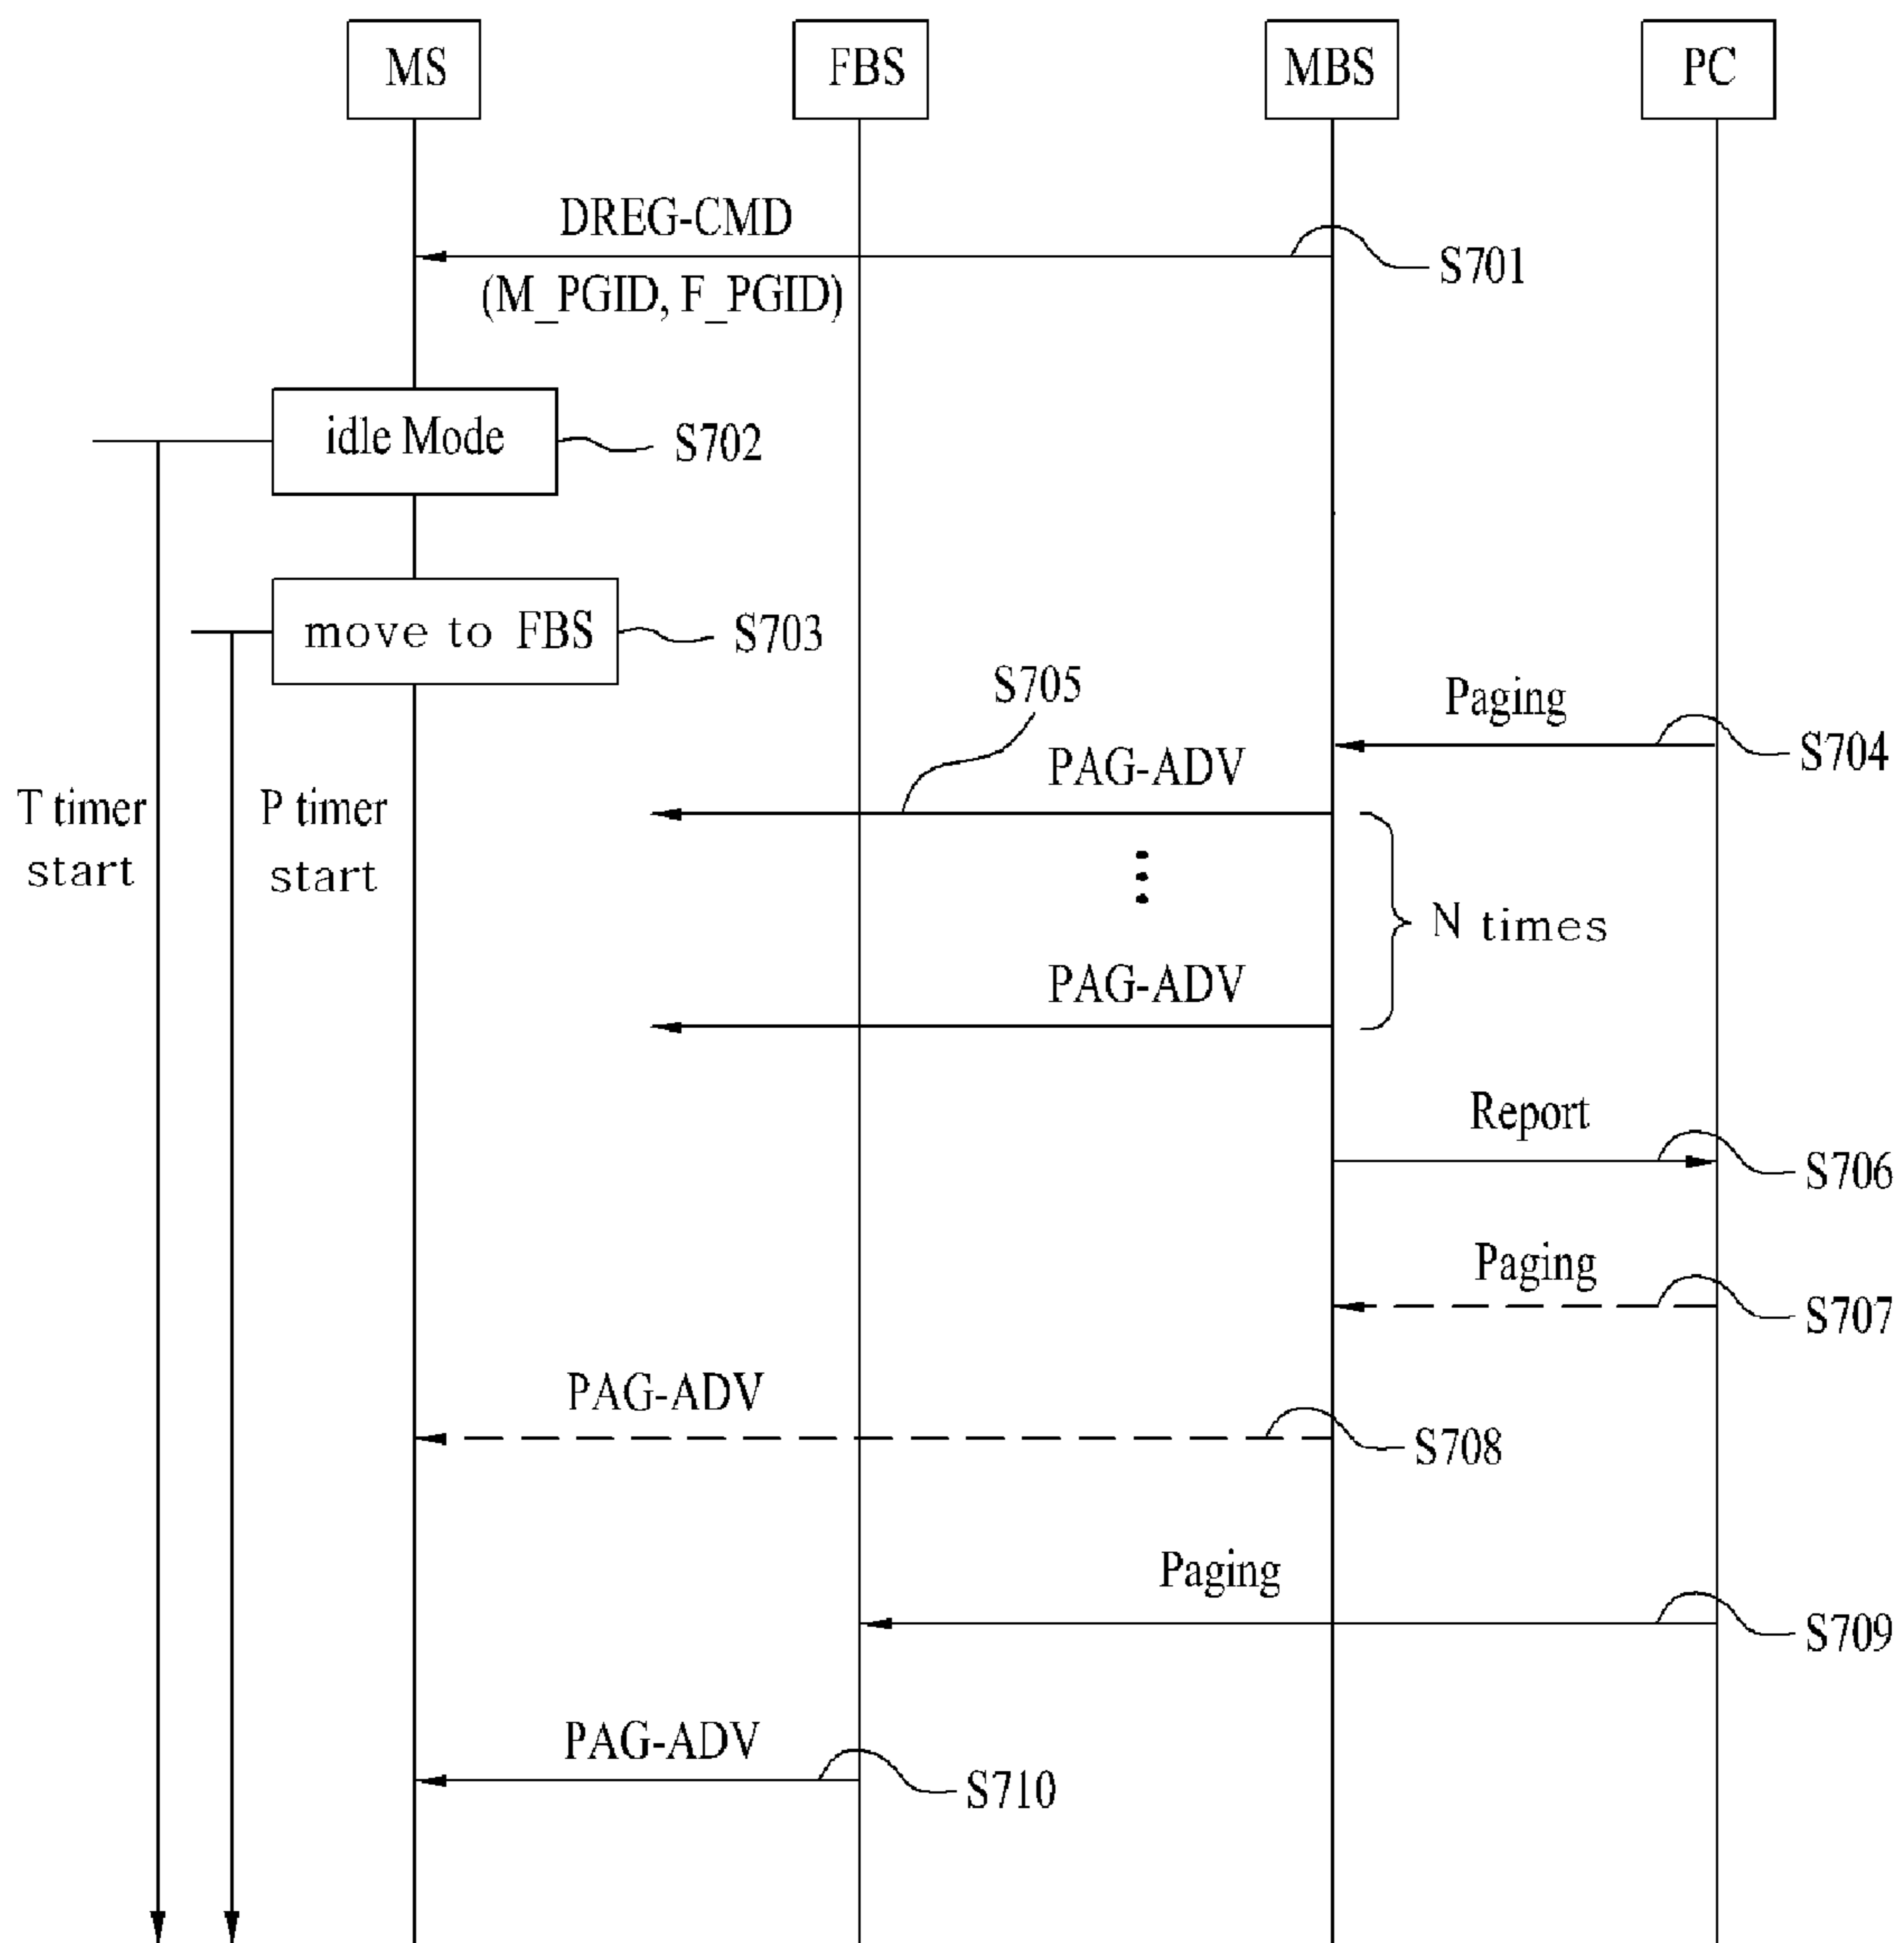 MS
FBS
MBS
PC
DREG-CMD
(M_PGID, F_PGID)
S701
idle Mode
S702
move to FBS
S703
S705
Paging
S704
PAG-ADV
T timer
start
P timer
start
N times
PAG-ADV
Report
S706
Paging
S707
PAG-ADV
S708
Paging
S709
PAG-ADV
S710